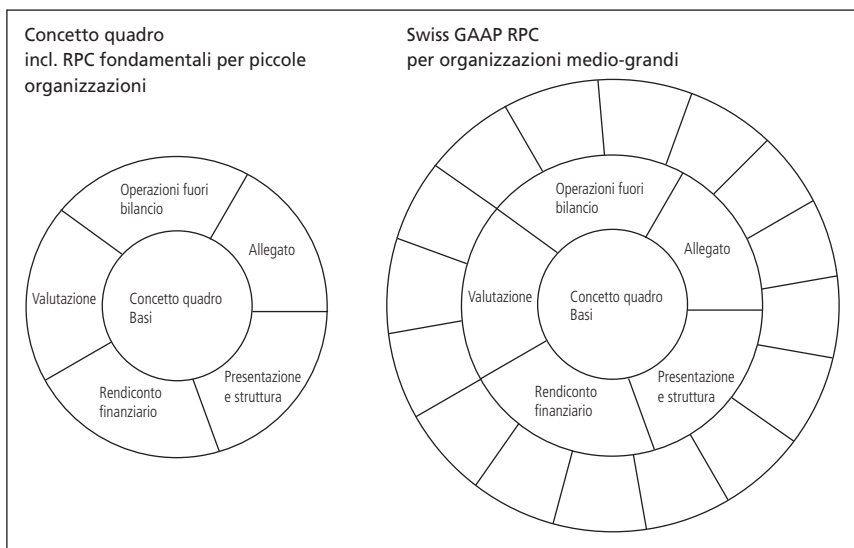 Concetto quadro
incl. RPC fondamentali per piccole
organizzazioni
Operazioni fuori
bilancio
Allegato
Valutazione
Concetto quadro
Basi
Presentazione
e struttura
Rendiconto
finanziario
Swiss GAAP RPC
per organizzazioni medio-grandi
Operazioni fuori
bilancio
Allegato
Valutazione
Concetto quadro
Basi
Presentazione
e struttura
Rendiconto
finanziario